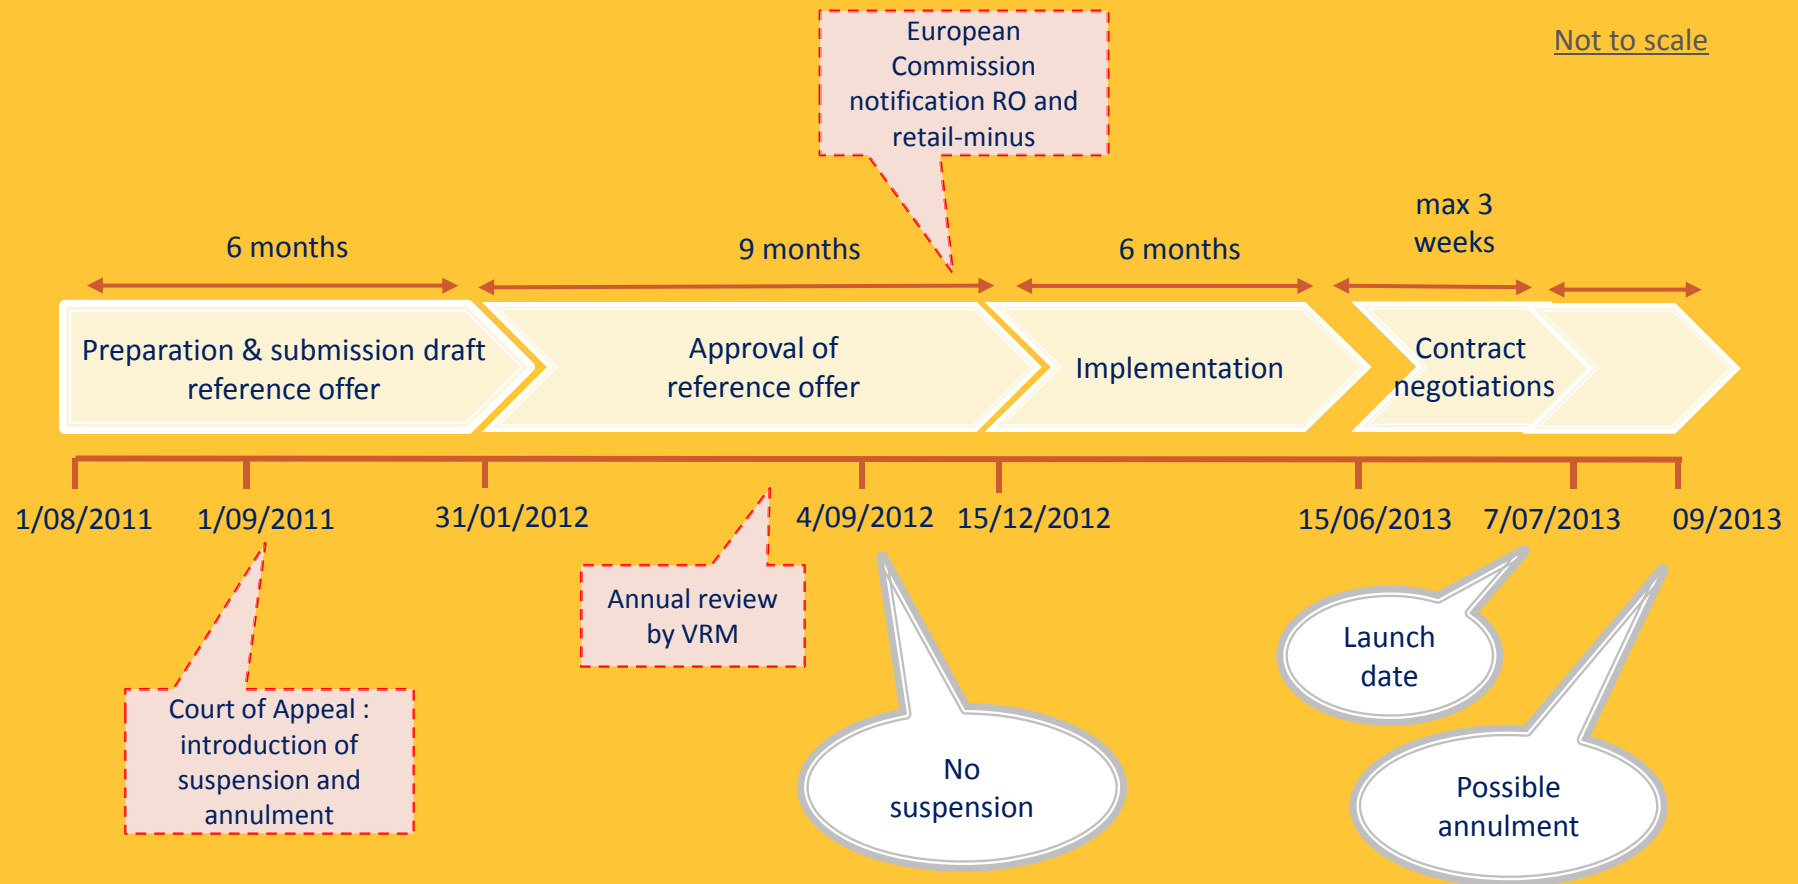 European
Commission
notification RO and
retail-minus
Not to scale
6 months
9 months
6 months
max 3
weeks
Preparation & submission draft
reference offer
Approval of
reference offer
Implementation
Contract
negotiations
1/08/2011
1/09/2011
31/01/2012
4/09/2012
15/12/2012
15/06/2013
7/07/2013
09/2013
Court of Appeal :
introduction of
suspension and
annulment
Annual review
by VRM
No
suspension
Launch
date
Possible
annulment